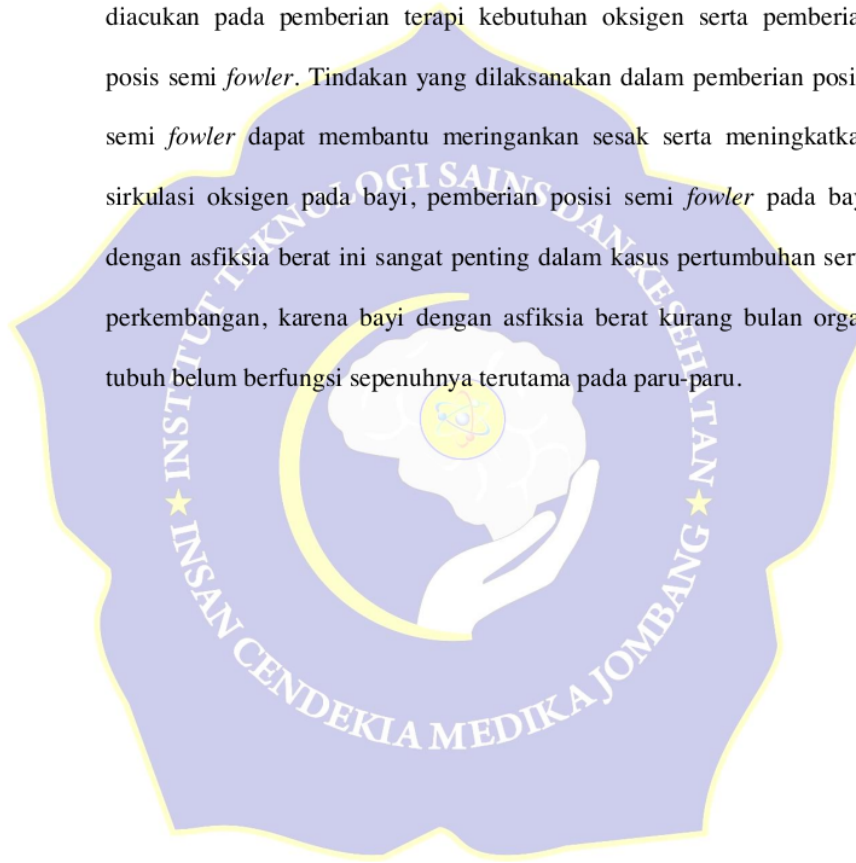 diacukan pada pemberian terapi kebutuhan oksigen serta pemberia
posis semi fowler. Tindakan yang dilaksanakan dalam pemberian posi
semi fowler dapat membantu meringankan sesak serta meningkatka
sirkulasi oksigen pada bayi, pemberian posisi semi fowler pada bay
dengan asfiksia berat ini sangat penting dalam kasus pertumbuhan ser
perkembangan, karena bayi dengan asfiksia berat kurang bulan orga
tubuh belum berfungsi sepenuhnya terutama pada paru-paru.
INSTITUT TEKNOLOGI SAINS DAN KESEHATAN
INSAN CENDEKIA MEDIKA JOMBANG